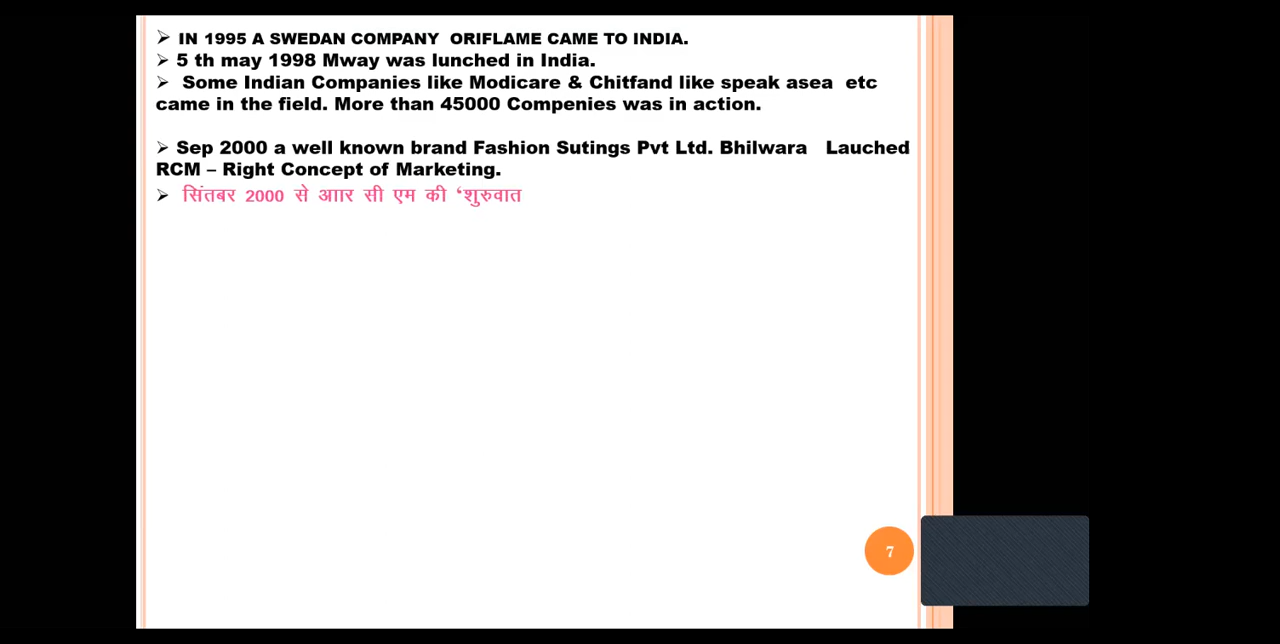 ➢ IN 1995 A SWEDAN COMPANY ORIFLAME CAME TO INDIA.
➢ 5 th may 1998 Mway was lunched in India.
➢ Some Indian Companies like Modicare & Chitfand like speak asea etc
came in the field. More than 45000 Compenies was in action.
➢ Sep 2000 a well known brand Fashion Sutings Pvt Ltd. Bhilwara Lauched
RCM – Right Concept of Marketing.
➢ सिंतबर 2000 से आार सी एम की ‘शुरुवात
7